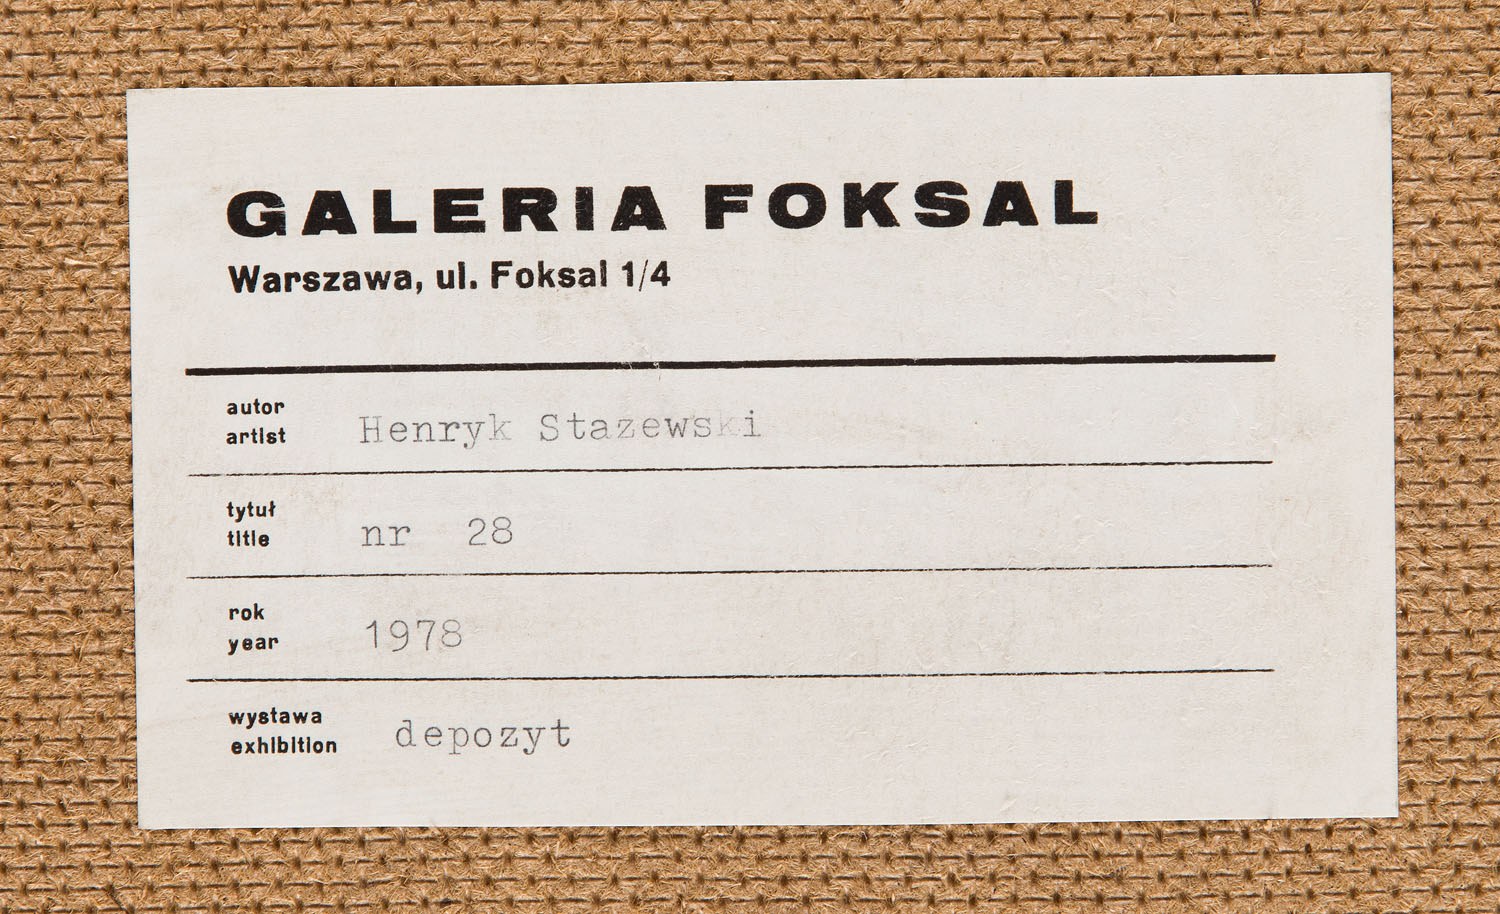 GALERIA FOKSAL
Warszawa, ul. Foksal 1/4
autor
artist
Henryk Stazewski
tytuł
title
nr 28
rok
year
1978
wystawa
exhibition
depozyt